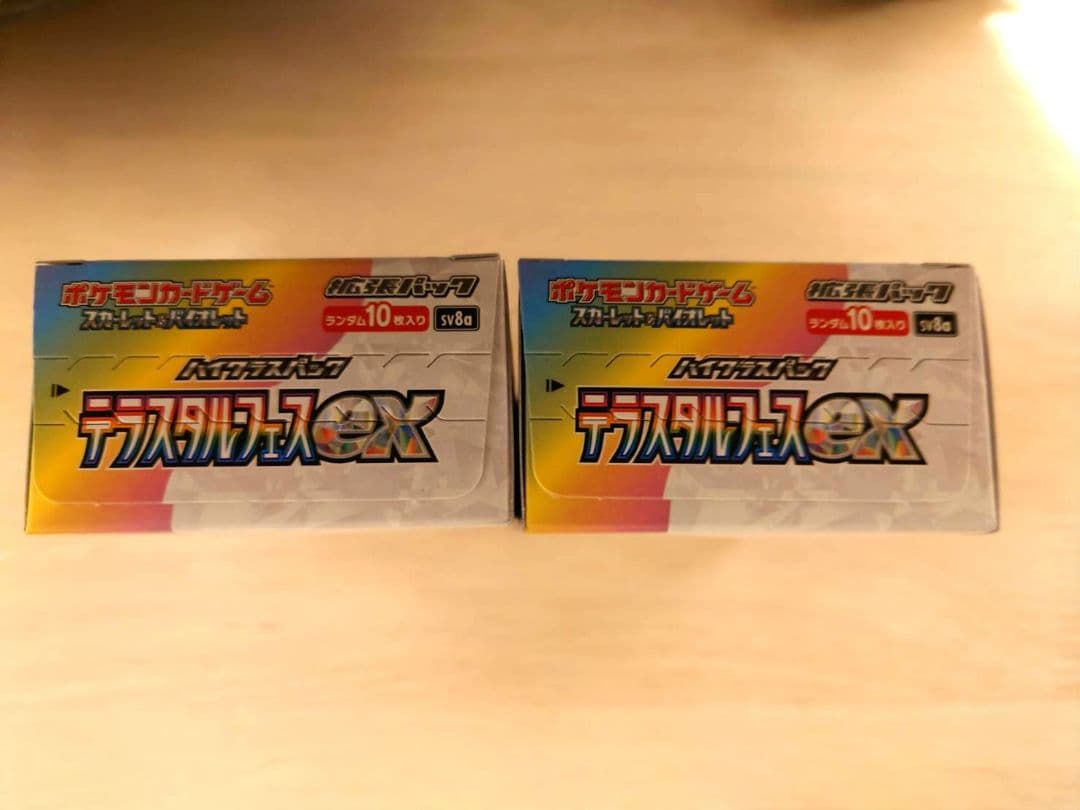 ポケモンカードゲーム
スカーレット&バイオレット
拡張パック
ランダム10枚入り
SV8a
ハイクラスパック
テラスタルフェスex
ポケモンカードゲーム
スカーレット&バイオレット
拡張パック
ランダム10枚入り
SV8a
ハイクラスパック
テラスタルフェスex